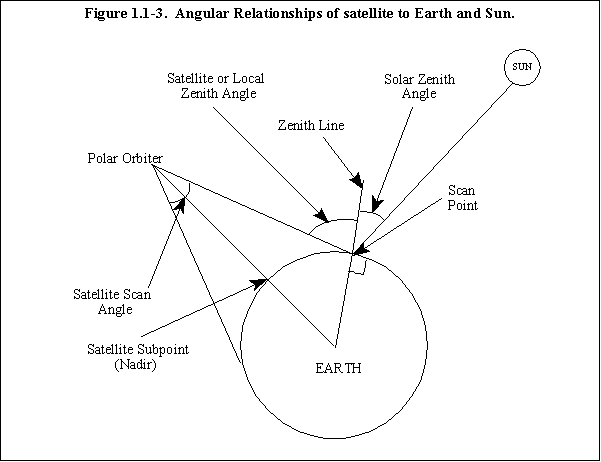 Figure 1.1-3. Angular Relationships of satellite to Earth and Sun.
SUN
Satellite or Local
Zenith Angle
Solar Zenith
Angle
Zenith Line
Polar Orbiter
Scan
Point
Satellite Scan
Angle
Satellite Subpoint
(Nadir)
EARTH